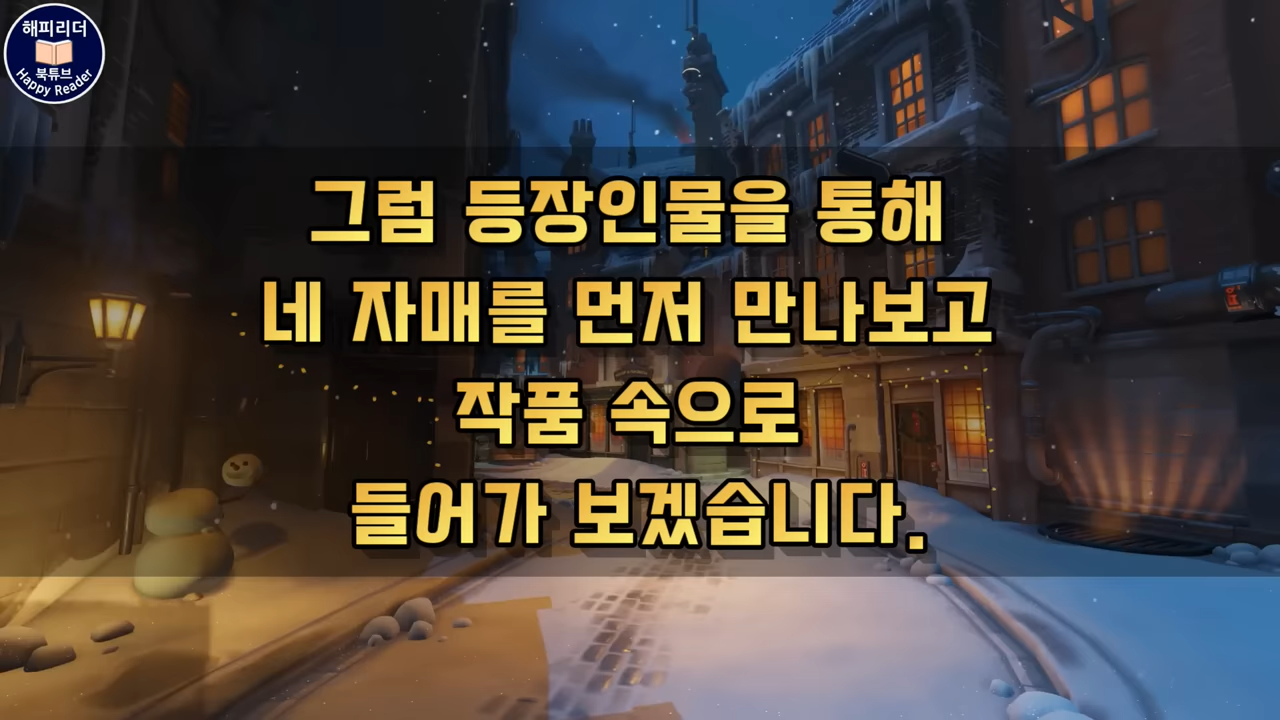 해피리더
북튜브
Happy Reader
그럼 등장인물을 통해
네 자매를 먼저 만나보고
작품 속으로
들어가 보겠습니다.